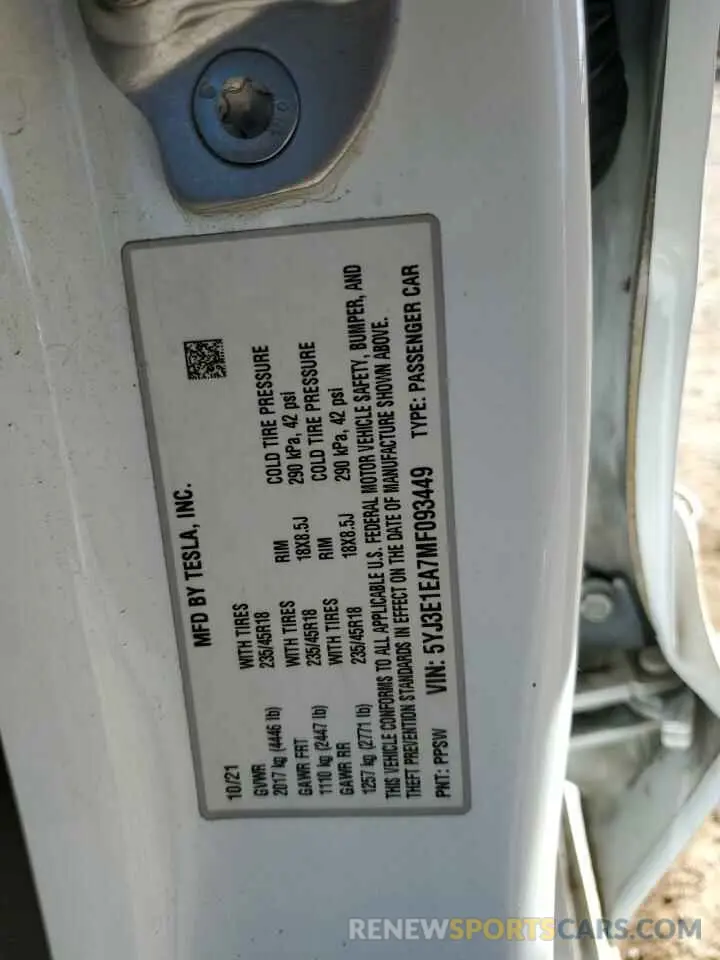 MFD BY TESLA, INC.
10/21
GVWR WITH TIRES RIM COLD TIRE PRESSURE
2017 kg (4446 lb) 235/45R18 18X8.5J 290 kPa, 42 psi
GAWR FRT WITH TIRES RIM COLD TIRE PRESSURE
1110 kg (2447 lb) 235/45R18 18X8.5J 290 kPa, 42 psi
GAWR RR WITH TIRES
1257 kg (2771 lb) 235/45R18
THIS VEHICLE CONFORMS TO ALL APPLICABLE U.S. FEDERAL MOTOR VEHICLE SAFETY, BUMPER, AND
THEFT PREVENTION STANDARDS IN EFFECT ON THE DATE OF MANUFACTURE SHOWN ABOVE.
PNT: PPSW VIN: 5YJ3E1EA7MF093449 TYPE: PASSENGER CAR
RENEWSPORTSCARS.COM